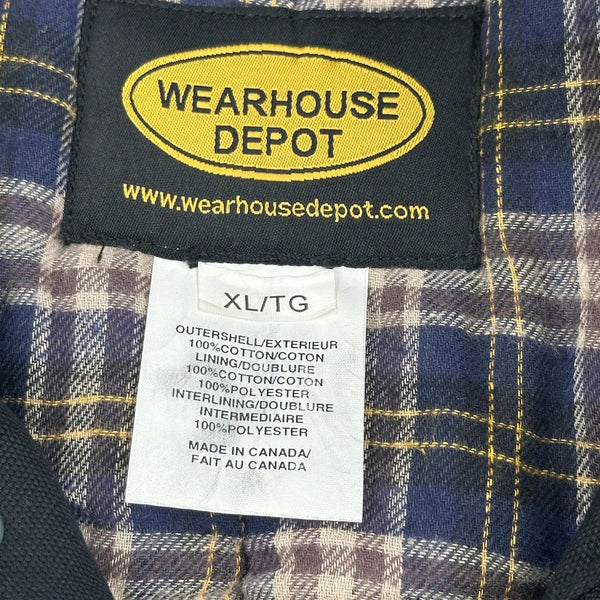 WEARHOUSE
DEPOT
www.wearhousedepot.com
XL/TG
OUTERSHELL/EXTERIEUR
100%COTTON/COTON
LINING/DOUBLURE
100%COTTON/COTON
100%POLYESTER
INTERLINING/DOUBLURE
INTERMEDIAIRE
100%POLYESTER
MADE IN CANADA/
FAIT AU CANADA